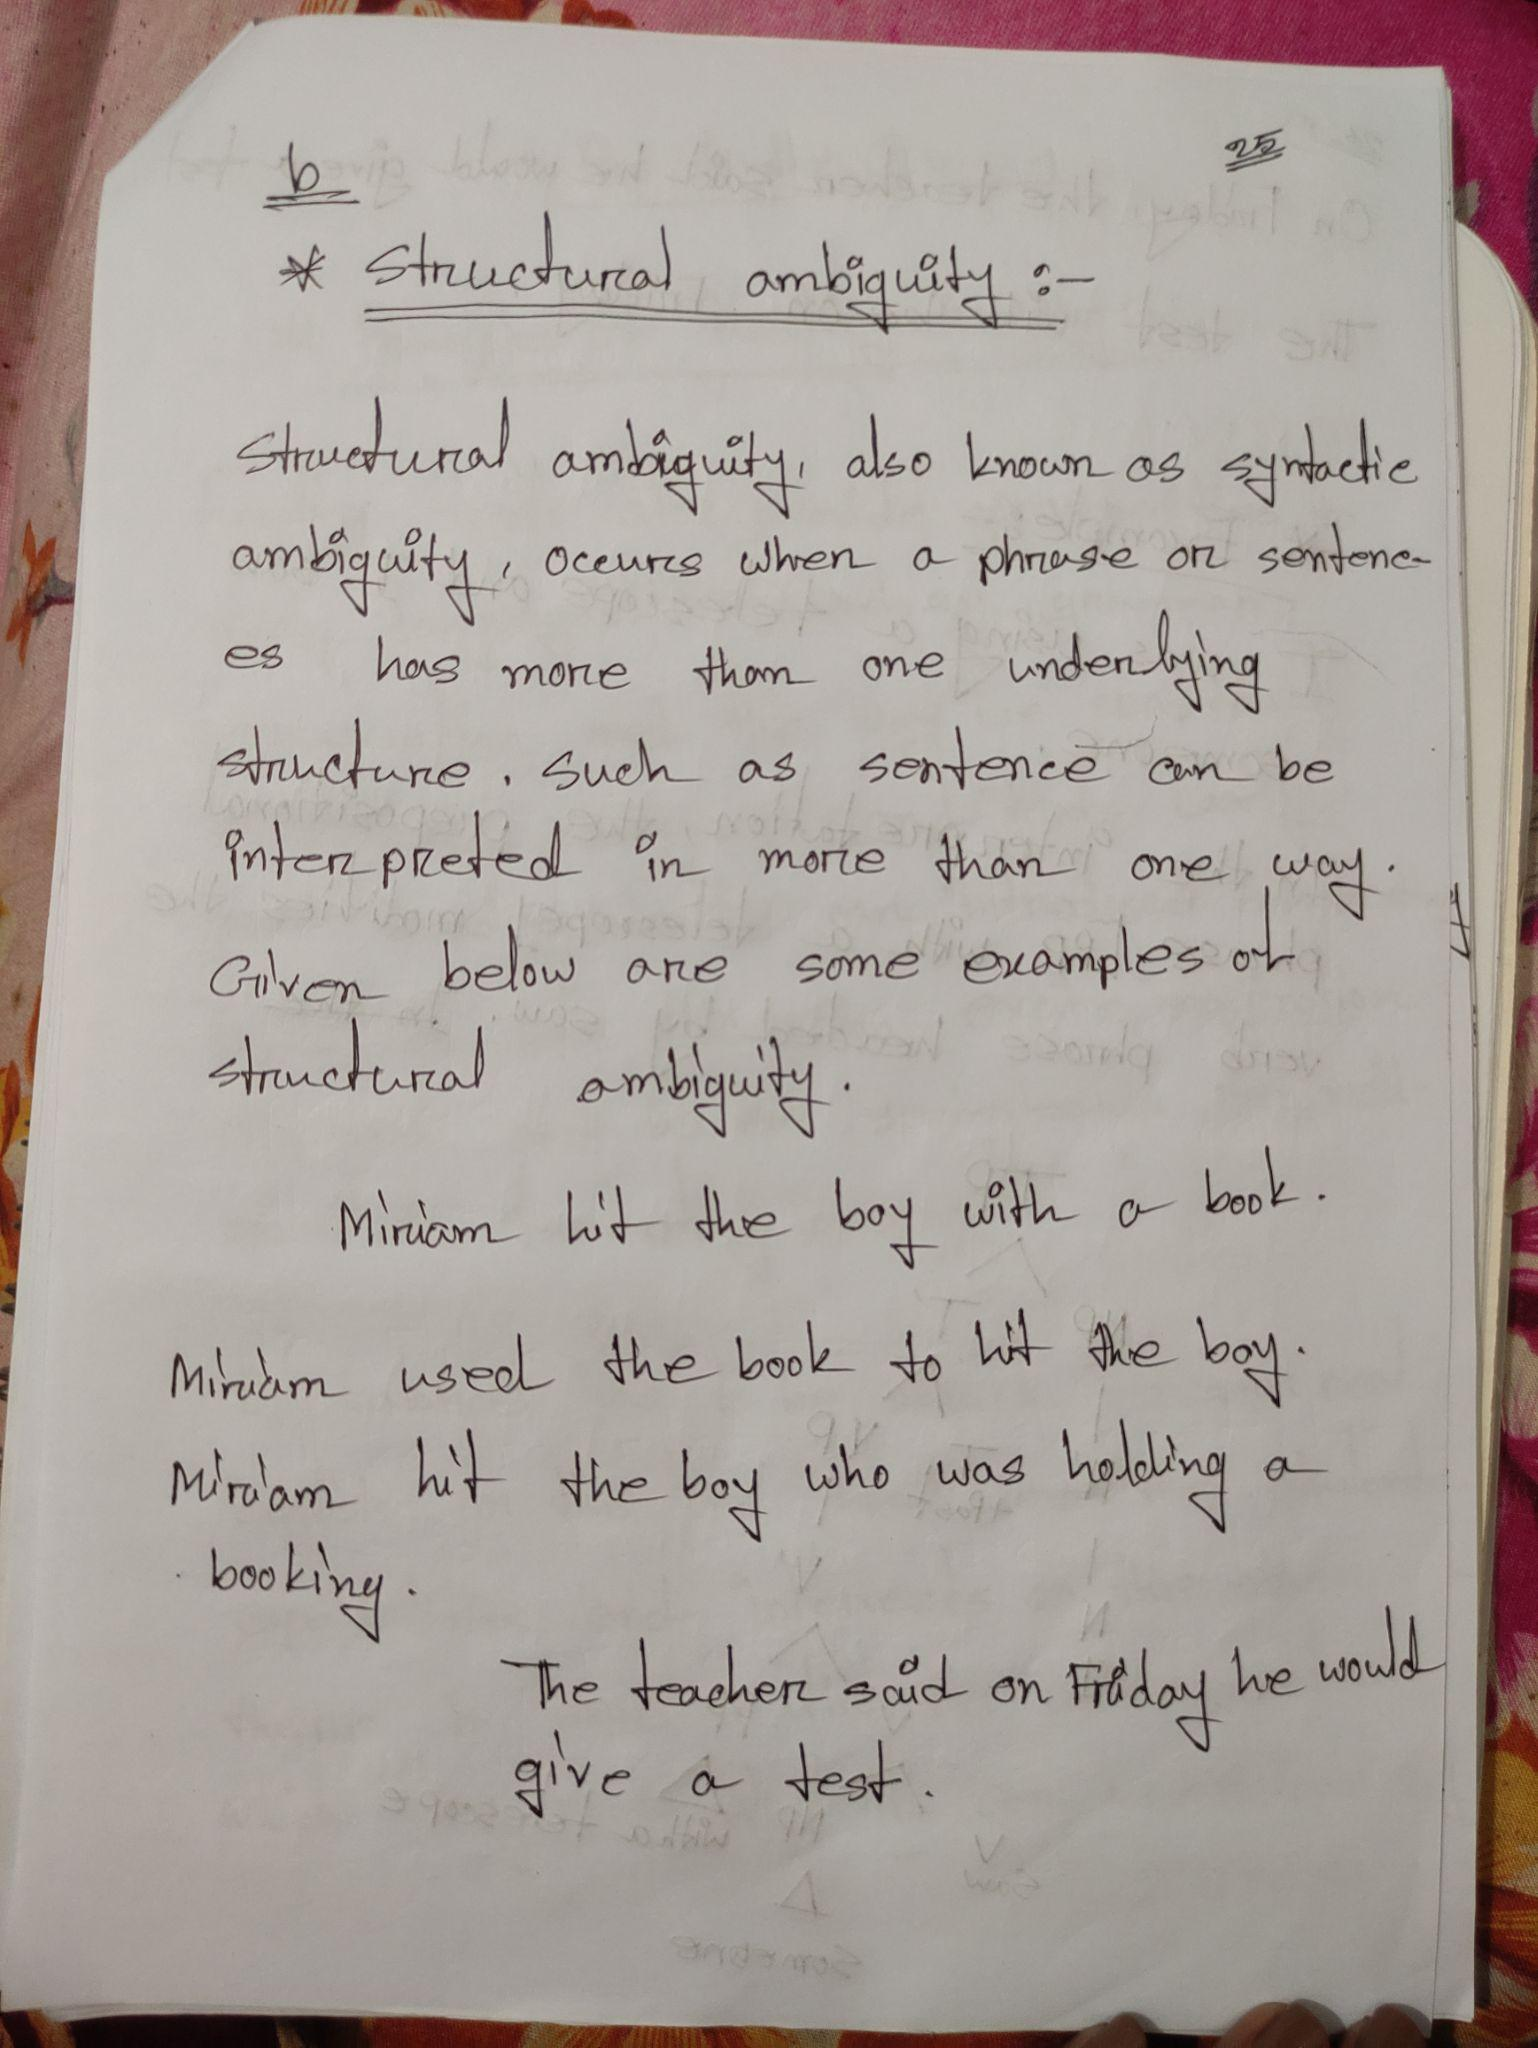 25
b
* Structural ambiguity :-
Structural ambiguity, also known as syntactic
ambiguity, occurs when a phrase or sentenc-
es has more than one underlying
structure. Such as sentence can be
interpreted in more than one way.
Given below are some examples of
structural ambiguity.
Miriam hit the boy with a book.
Miriam used the book to hit the boy.
Miriam hit the boy who was holding a
booking.
The teacher said on Friday he would
give a test.